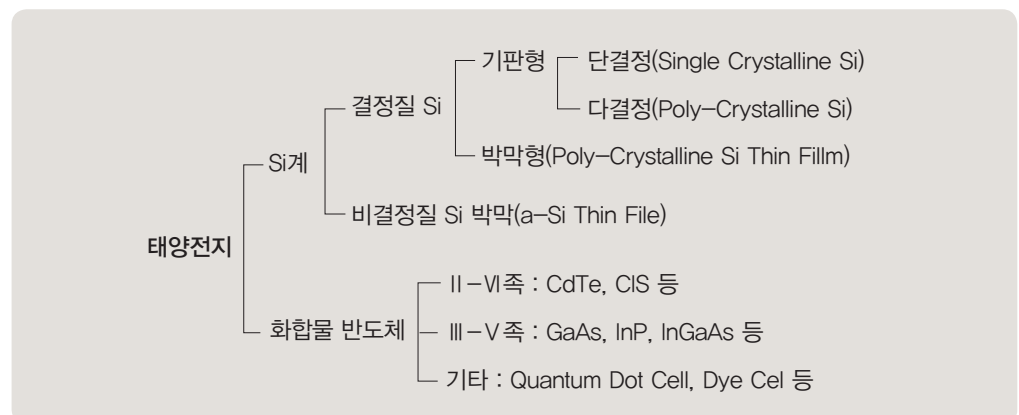 기판형
단결정(Single Crystalline Si)
결정질 Si
다결정(Poly-Crystalline Si)
Si계
박막형(Poly-Crystalline Si Thin Fillm)
비결정질 Si 박막(a-Si Thin File)
태양전지
Ⅱ-Ⅵ족 : CdTe, CIS 등
화합물 반도체
Ⅲ-Ⅴ족 : GaAs, InP, InGaAs 등
기타 : Quantum Dot Cell, Dye Cel 등